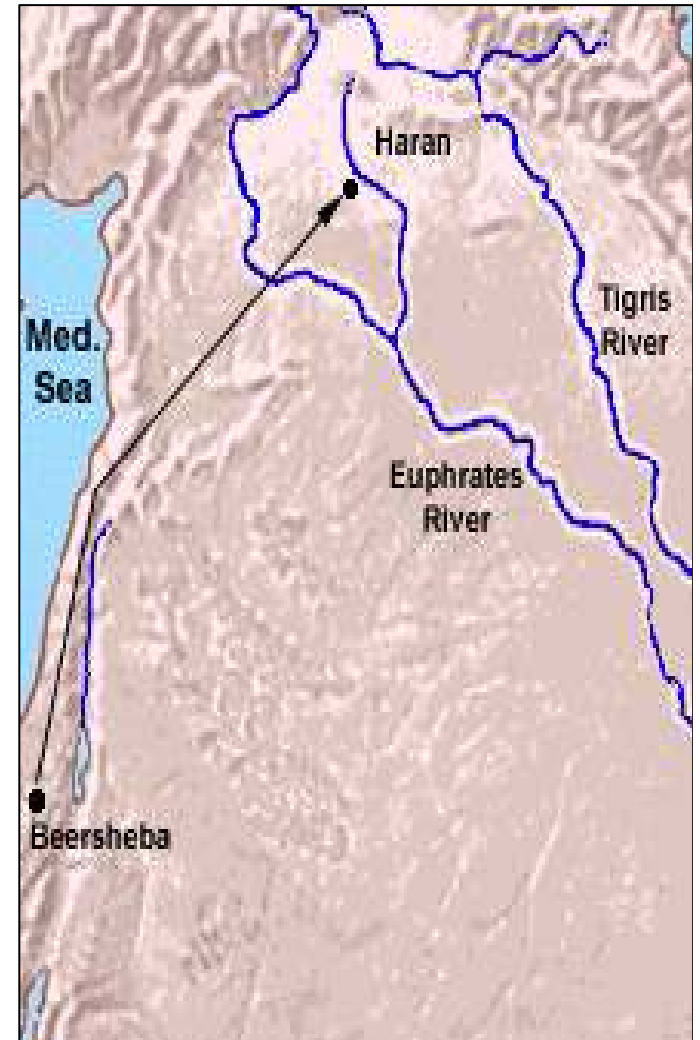 Haran
Tigris
River
Med.
Sea
Euphrates
River
Beersheba